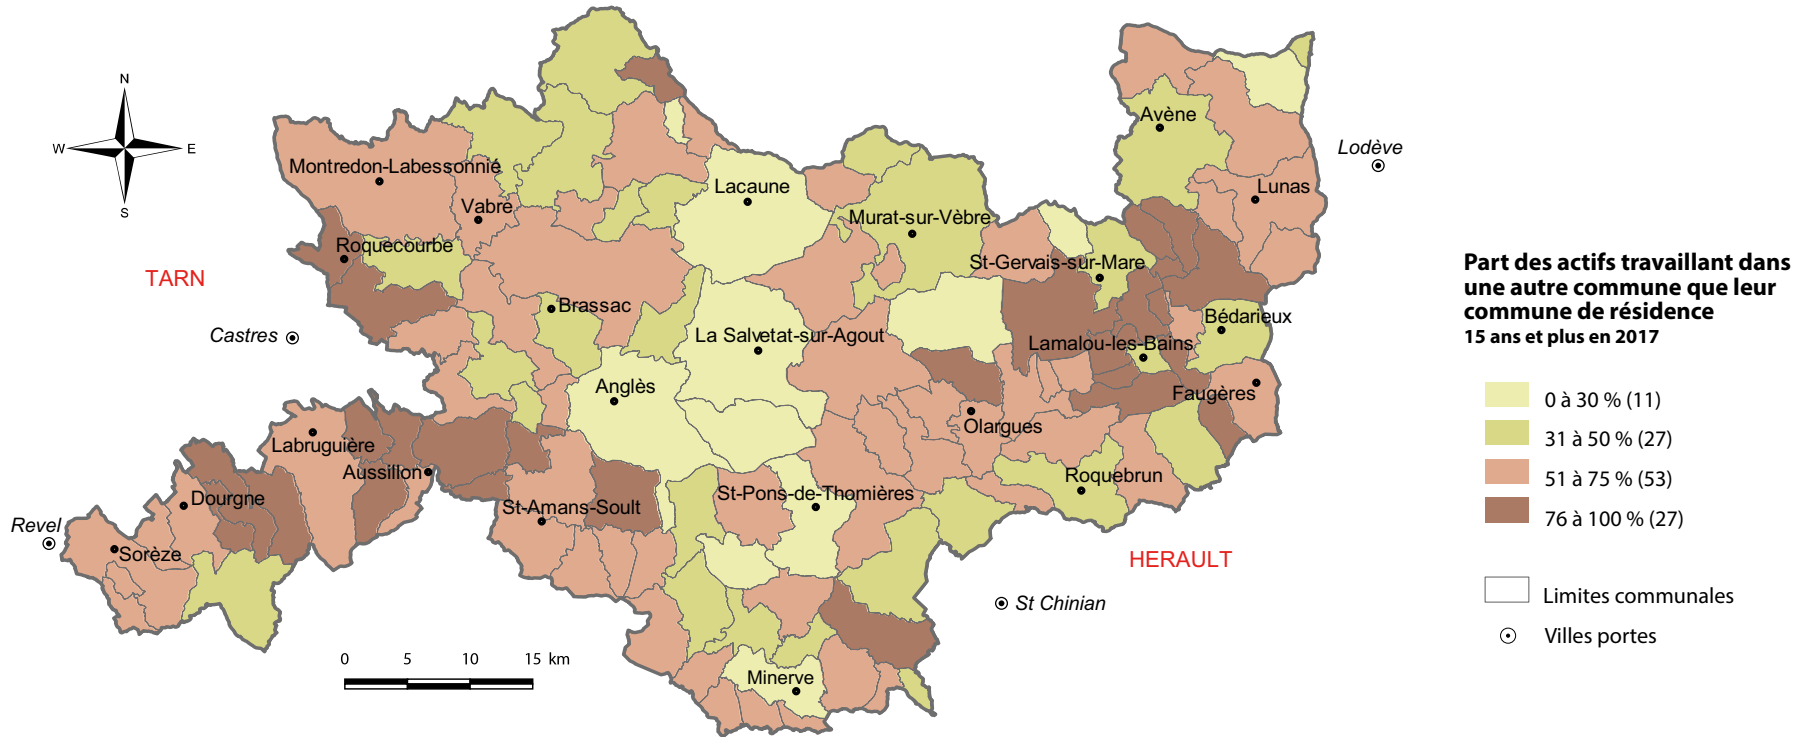 N
W
E
S
Avène
Lodève
Montredon-Labessonnié
Lacaune
Lunas
Vabre
Murat-sur-Vèbre
Roquecourbe
St-Gervais-sur-Mare
TARN
Brassac
Bédarieux
Castres
La Salvetat-sur-Agout
Lamalou-les-Bains
Anglès
Faugères
Olargues
Labruguière
Aussillon
Roquebrun
Dourgne
St-Pons-de-Thomières
St-Amans-Soult
Revel
Sorèze
HERAULT
St Chinian
Minerve
0 5 10 15 km
Part des actifs travaillant dans
une autre commune que leur
commune de résidence
15 ans et plus en 2017
0 à 30 % (11)
31 à 50 % (27)
51 à 75 % (53)
76 à 100 % (27)
Limites communales
Villes portes